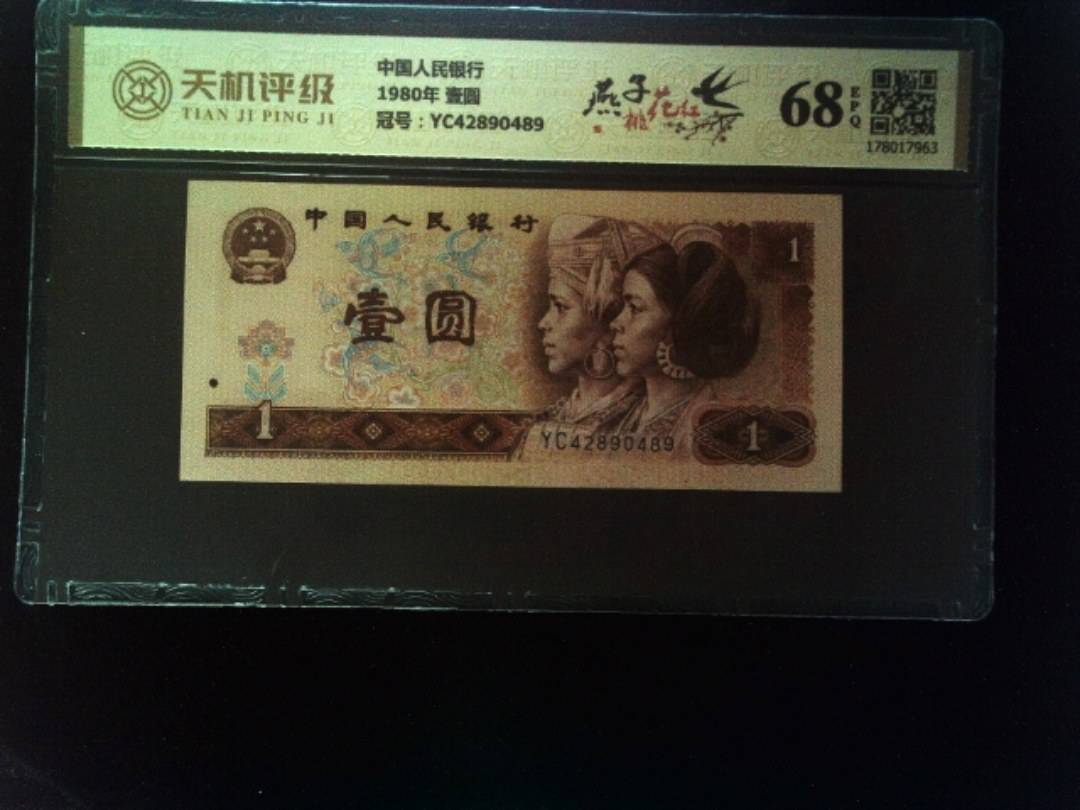 天机评级
TIAN JI PING JI
中国人民银行
1980年 壹圆
冠号：YC42890489
燕子桃花红
68 EPQ
178017963
中国人民银行
1
壹圆
1
YC42890489
1